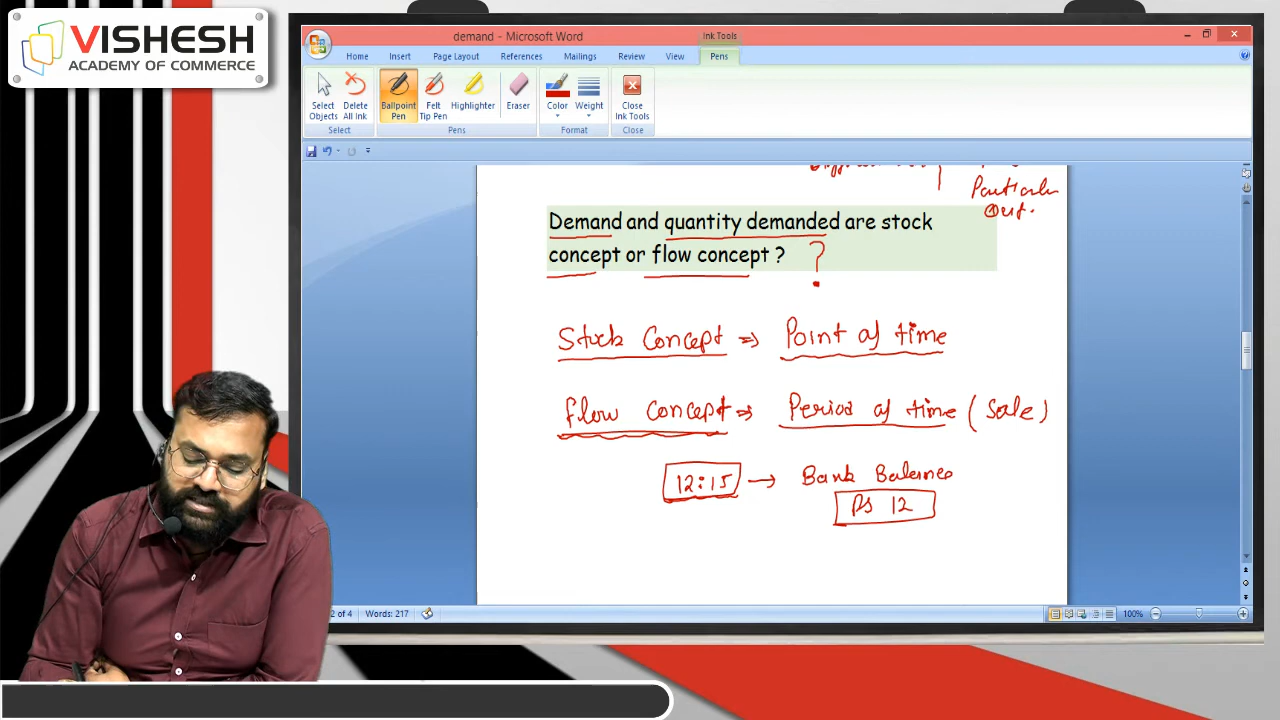 VISHESH
ACADEMY OF COMMERCE
demand - Microsoft Word
Ink Tools
Home Insert Page Layout References Mailings Review View Pens
Select Objects
Delete All Ink
Ballpoint Pen
Felt Tip Pen
Highlighter
Eraser
Color
Weight
Close Ink Tools
Select Pens Format Close
Particular
Demand and quantity demanded are stock
concept or flow concept ?
?
Stock Concept ⇒ Point of time
Flow concept ⇒ Period of time (Sale)
12:15 → Bank Balance
Rs 12
2 of 4 Words: 217 100%